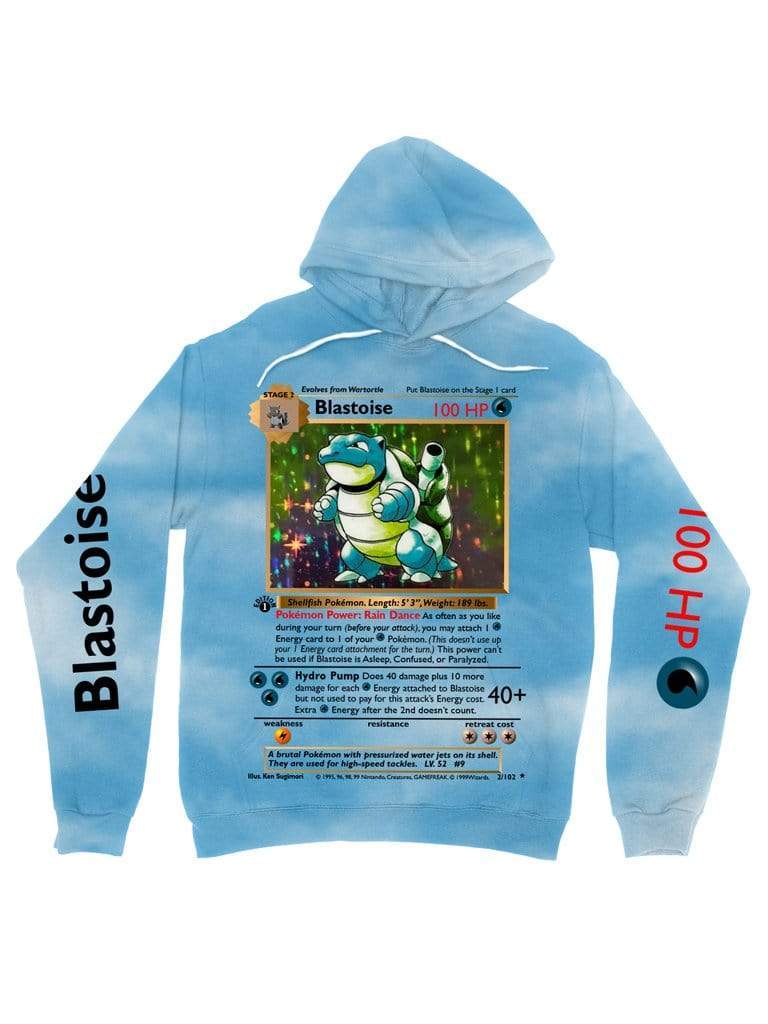 Evolves from Wartortle Put Blastoise on the Stage 1 card
STAGE 2
Blastoise 100 HP
Blastoise
100 HP
EDITION
1
Shellfish Pokémon. Length: 5' 3", Weight: 189 lbs.
Pokémon Power: Rain Dance As often as you like
during your turn (before your attack), you may attach 1
Energy card to 1 of your Pokémon. (This doesn't use up
your 1 Energy card attachment for the turn.) This power can't
be used if Blastoise is Asleep, Confused, or Paralyzed.
Hydro Pump Does 40 damage plus 10 more
damage for each Energy attached to Blastoise
but not used to pay for this attack's Energy cost.
Extra Energy after the 2nd doesn't count.
40+
weakness resistance retreat cost
A brutal Pokémon with pressurized water jets on its shell.
They are used for high-speed tackles. LV. 52 #9
Illus. Ken Sugimori © 1995, 96, 98, 99 Nintendo, Creatures, GAMEFREAK. © 1999Wizards. 2/102 ★